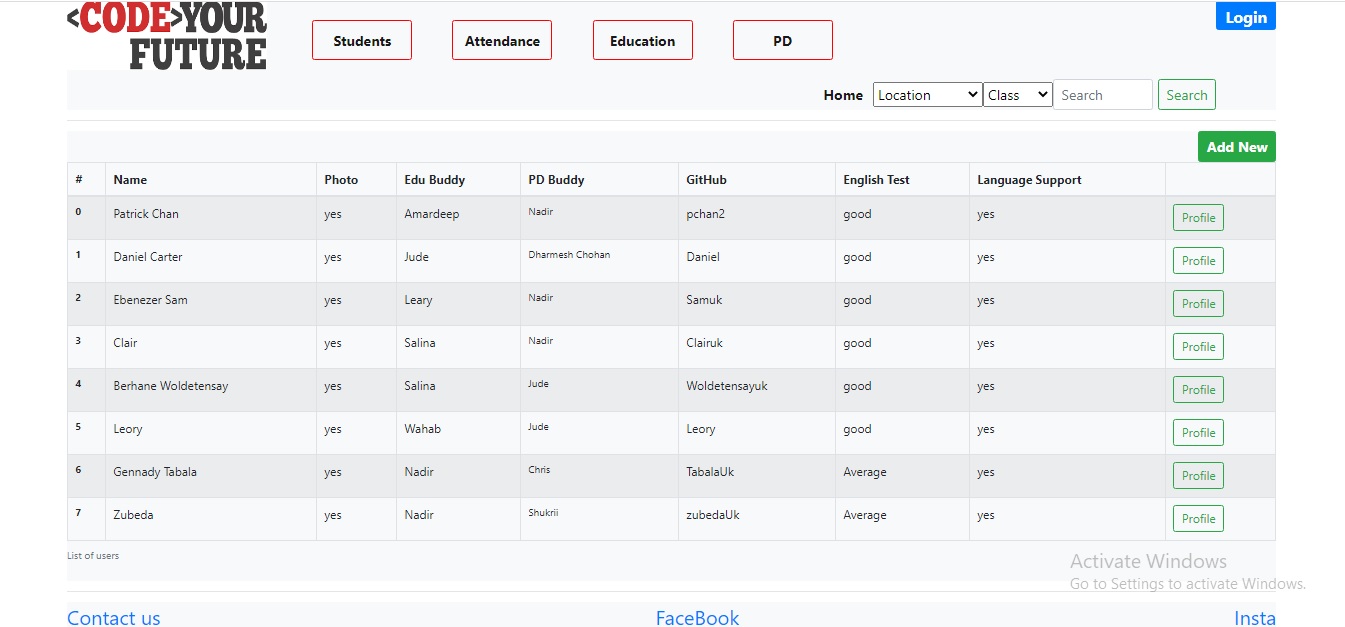 <CODE>YOUR
FUTURE
Students Attendance Education PD
Login
Home Location Class Search Search
Add New
# Name Photo Edu Buddy PD Buddy GitHub English Test Language Support
0 Patrick Chan yes Amardeep Nadir pchan2 good yes Profile
1 Daniel Carter yes Jude Dharmesh Chohan Daniel good yes Profile
2 Ebenezer Sam yes Leary Nadir Samuk good yes Profile
3 Clair yes Salina Nadir Clairuk good yes Profile
4 Berhane Woldetensay yes Salina Jude Woldetensayuk good yes Profile
5 Leory yes Wahab Jude Leory good yes Profile
6 Gennady Tabala yes Nadir Chris TabalaUk Average yes Profile
7 Zubeda yes Nadir Shukrii zubedaUk Average yes Profile
List of users
Activate Windows
Go to Settings to activate Windows.
Contact us FaceBook Insta